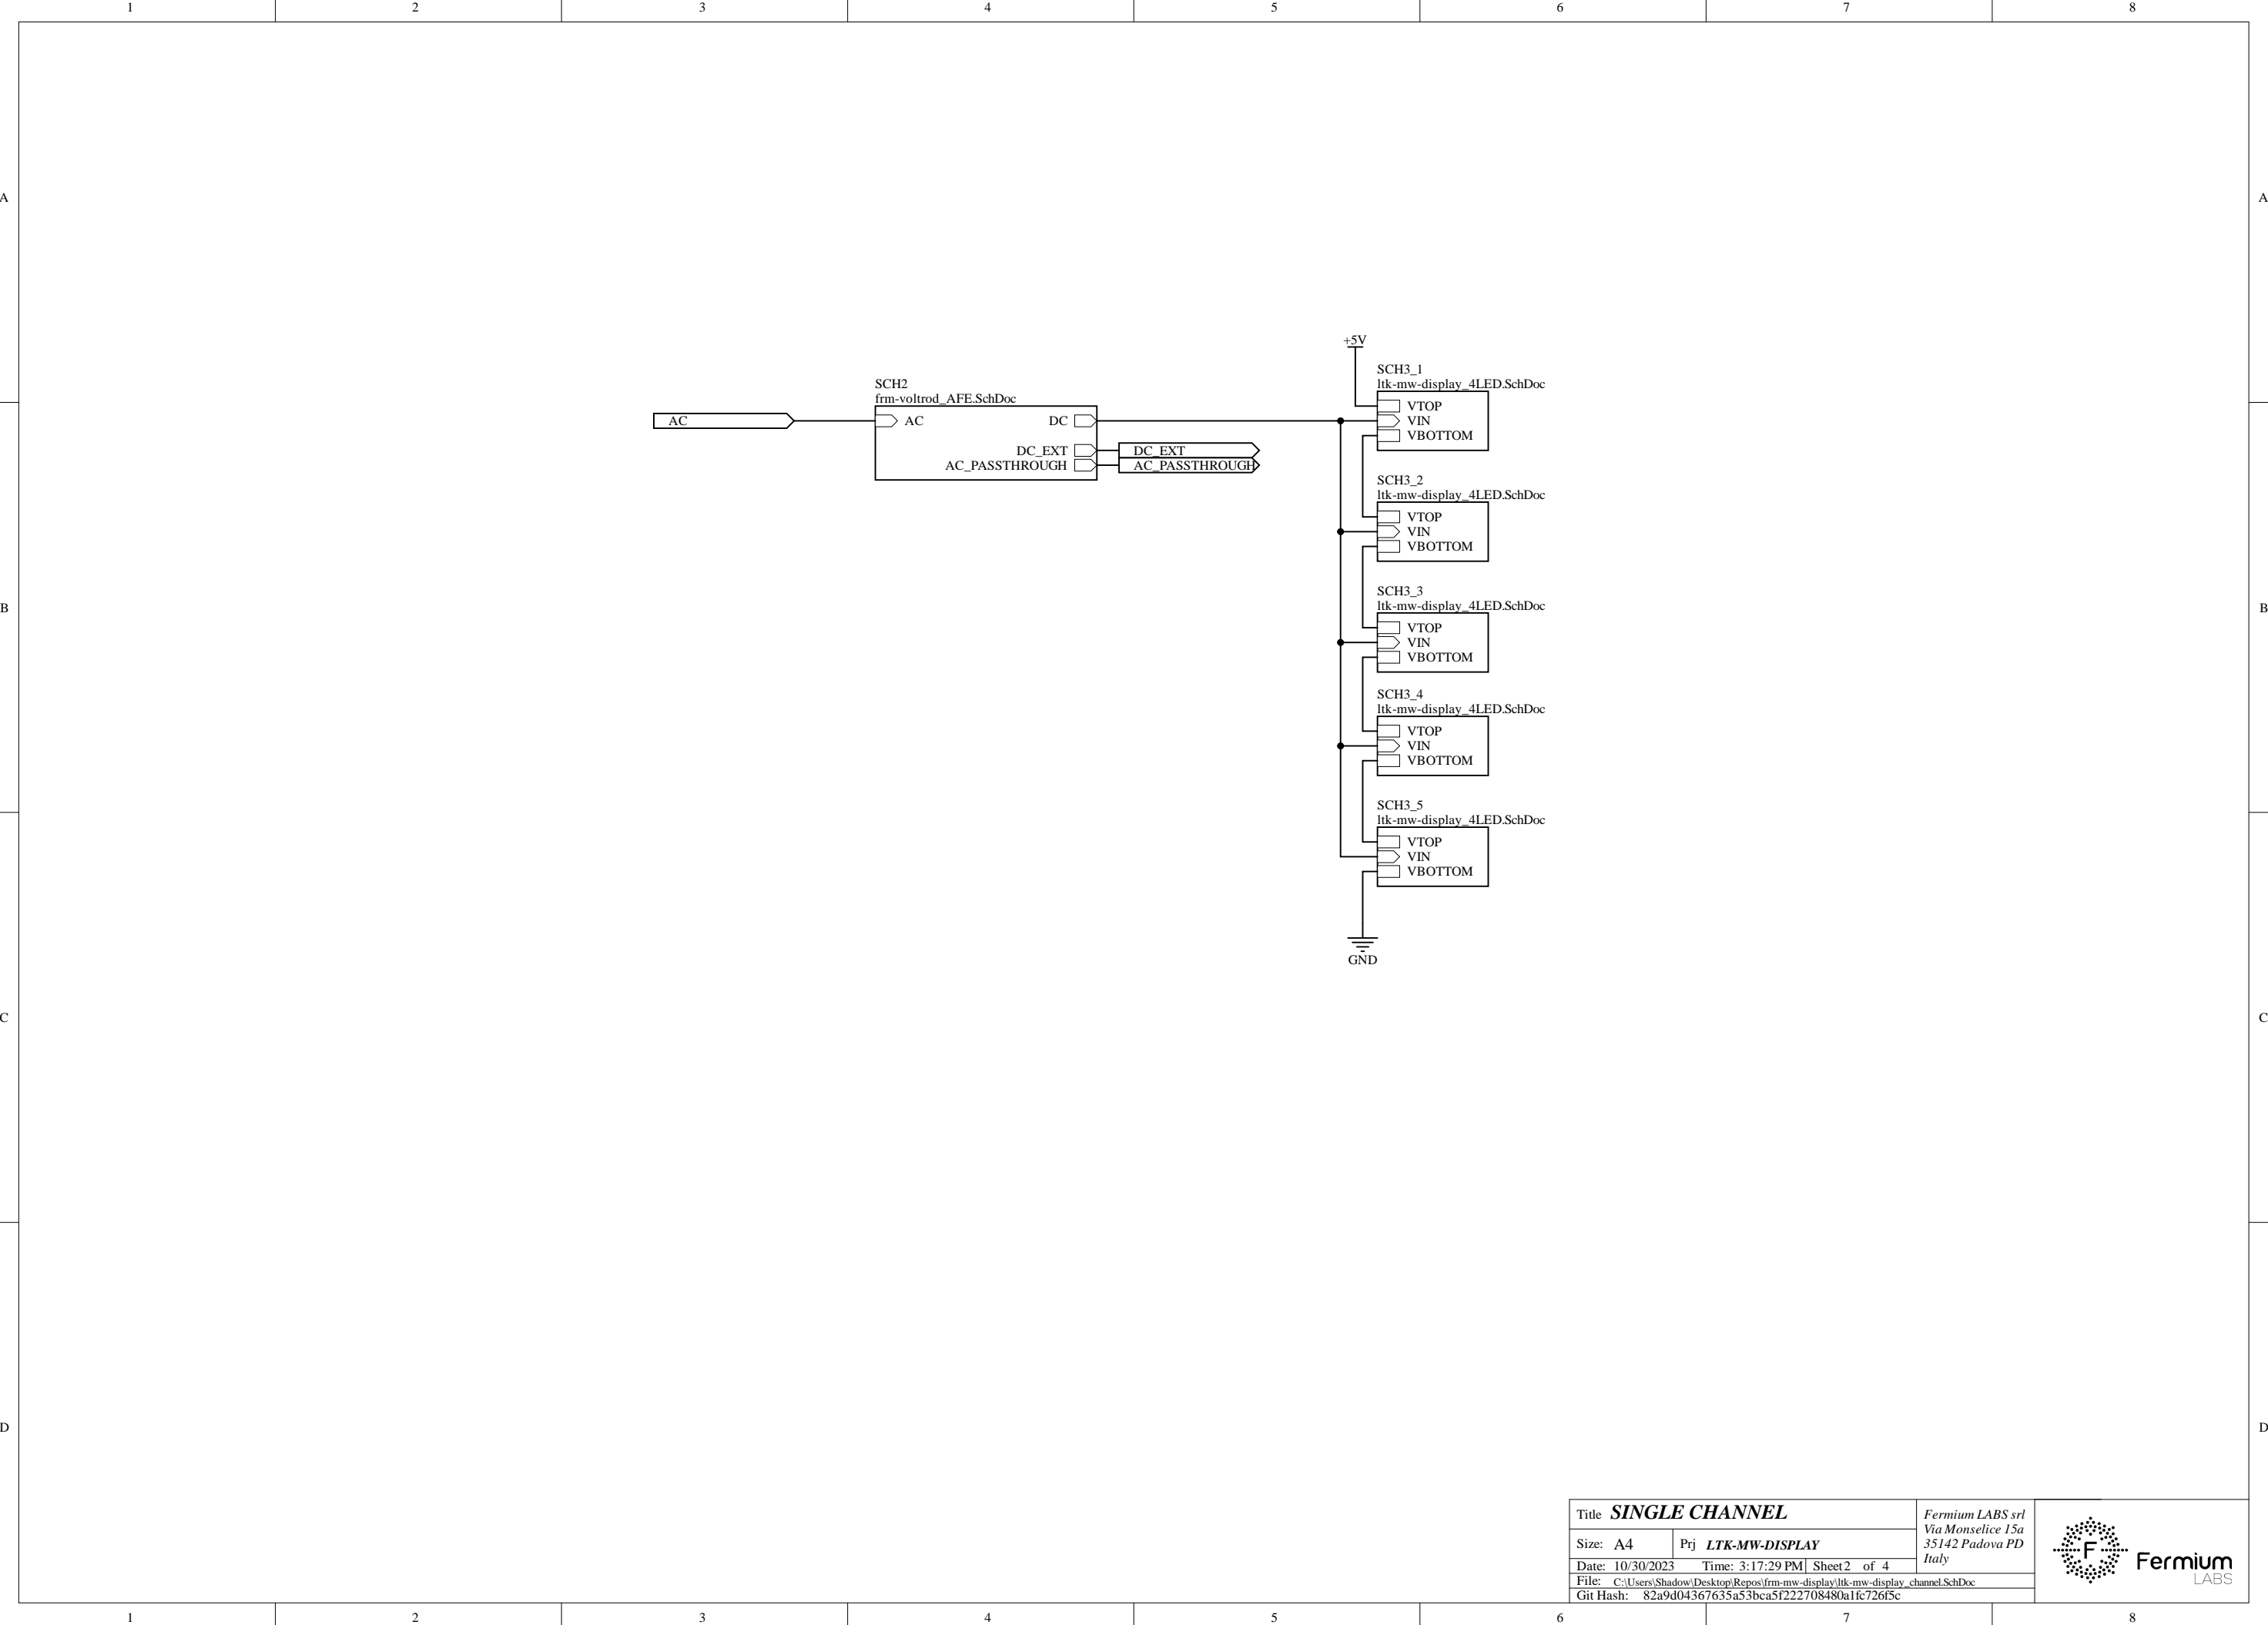 1 2 3 4 5 6 7 8
A A
+5V
SCH3_1
ltk-mw-display_4LED.SchDoc
VTOP
VIN
VBOTTOM
SCH2
frm-voltrod_AFE.SchDoc
AC
AC DC
DC_EXT
AC_PASSTHROUGH
DC_EXT
AC_PASSTHROUGH
SCH3_2
ltk-mw-display_4LED.SchDoc
VTOP
VIN
VBOTTOM
B B
SCH3_3
ltk-mw-display_4LED.SchDoc
VTOP
VIN
VBOTTOM
SCH3_4
ltk-mw-display_4LED.SchDoc
VTOP
VIN
VBOTTOM
SCH3_5
ltk-mw-display_4LED.SchDoc
VTOP
VIN
VBOTTOM
GND
C C
D D
Title SINGLE CHANNEL
Size: A4 Prj LTK-MW-DISPLAY
Date: 10/30/2023 Time: 3:17:29 PM Sheet 2 of 4
File: C:\Users\Shadow\Desktop\Repos\frm-mw-display\ltk-mw-display_channel.SchDoc
Git Hash: 82a9d04367635a53bca5f222708480a1fc726f5c
Fermium LABS srl
Via Monselice 15a
35142 Padova PD
Italy
F
Fermium
LABS
1 2 3 4 5 6 7 8